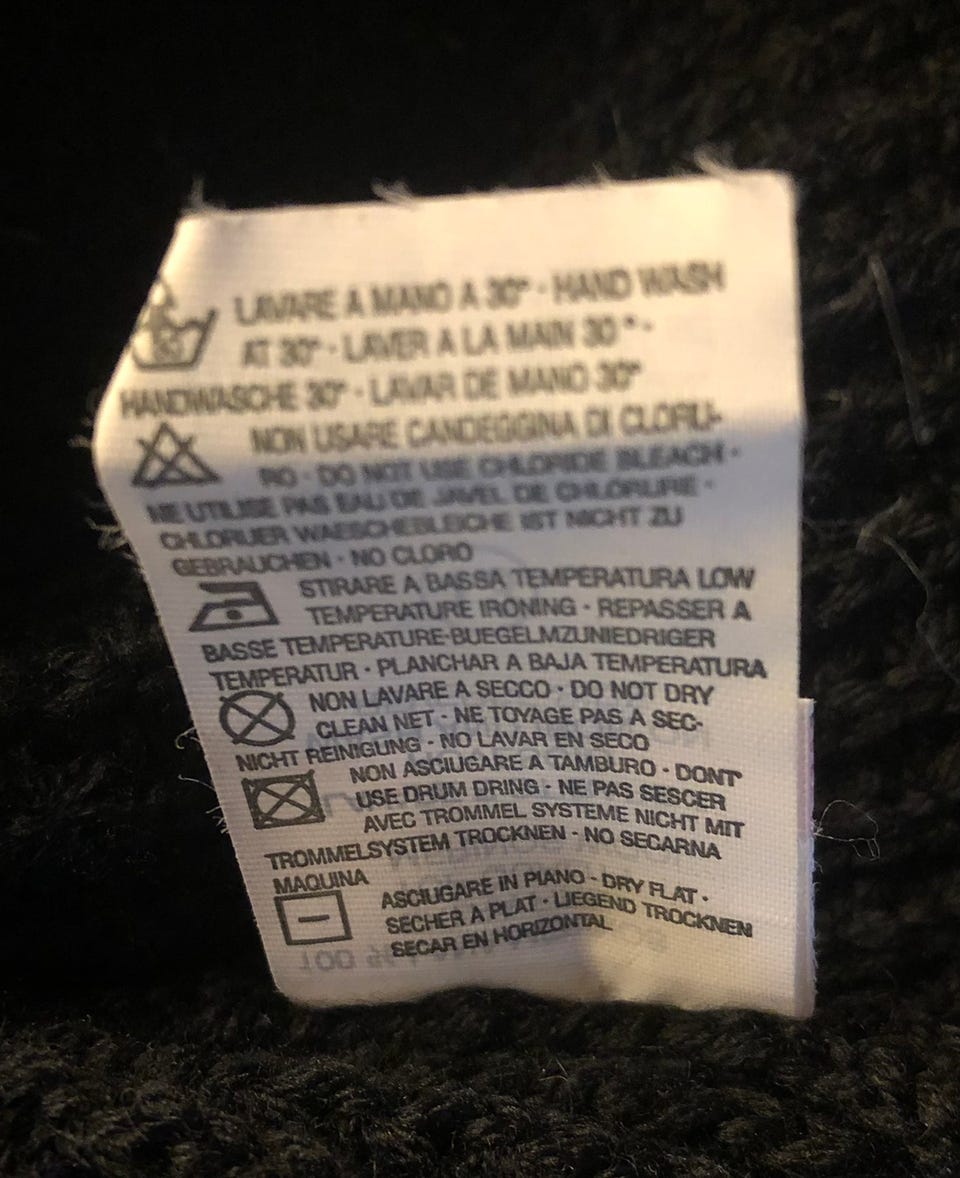 LAVARE A MANO A 30° - HAND WASH
AT 30° - LAVER A LA MAIN 30° -
HANDWASCHE 30° - LAVAR DE MANO 30°
NON USARE CANDEGGINA DI CLORU-
RO - DO NOT USE CHLORIDE BLEACH -
NE UTILISE PAS EAU DE JAVEL DE CHLORURE -
CHLORUER WAESCHEBLEICHE IST NICHT ZU
GEBRAUCHEN - NO CLORO
STIRARE A BASSA TEMPERATURA LOW
TEMPERATURE IRONING - REPASSER A
BASSE TEMPERATURE-BUEGELMZUNIEDRIGER
TEMPERATUR - PLANCHAR A BAJA TEMPERATURA
NON LAVARE A SECCO - DO NOT DRY
CLEAN NET - NE TOYAGE PAS A SEC-
NICHT REINIGUNG - NO LAVAR EN SECO
NON ASCIUGARE A TAMBURO - DONT'
USE DRUM DRING - NE PAS SESCER
AVEC TROMMEL SYSTEME NICHT MIT
TROMMELSYSTEM TROCKNEN - NO SECARNA
MAQUINA
ASCIUGARE IN PIANO - DRY FLAT -
SECHER A PLAT - LIEGEND TROCKNEN
SECAR EN HORIZONTAL